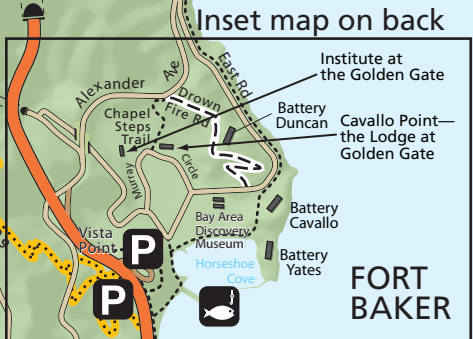 Inset map on back
Institute at
the Golden Gate
East Rd
Alexander Ave
Drown
Fire Rd
Battery
Duncan
Cavallo Point—
the Lodge at
Golden Gate
Chapel
Steps
Trail
Murray
Circle
Bay Area
Discovery
Museum
Battery
Cavallo
Vista
Point
P
Horseshoe
Cove
Battery
Yates
P
FORT
BAKER